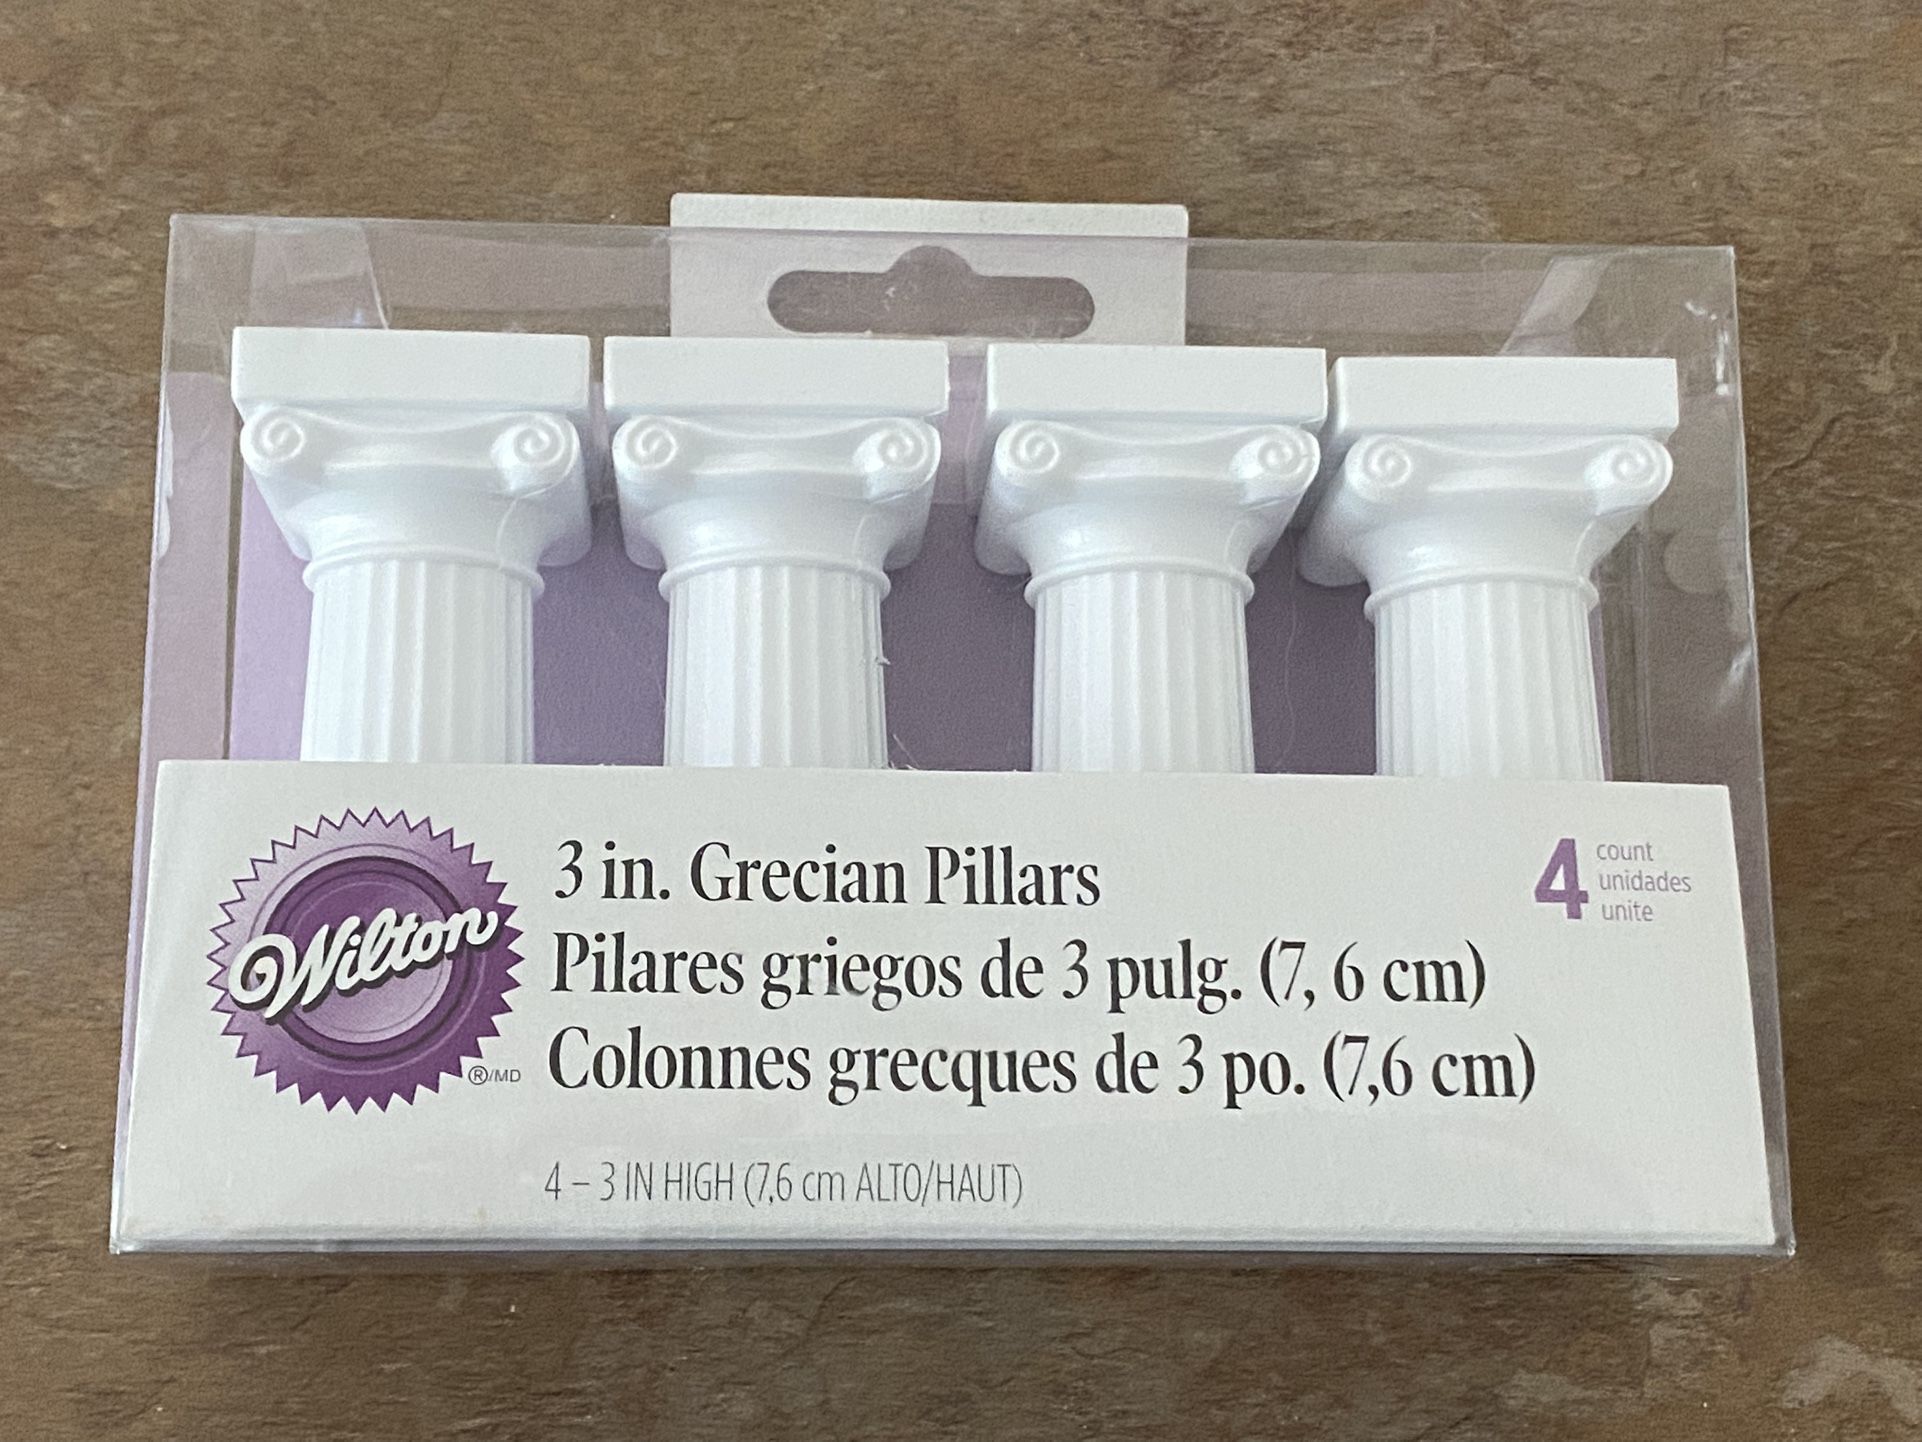 Wilton
®/MD
3 in. Grecian Pillars
Pilares griegos de 3 pulg. (7, 6 cm)
Colonnes grecques de 3 po. (7,6 cm)
4 – 3 IN HIGH (7,6 cm ALTO/HAUT)
4
count
unidades
unite